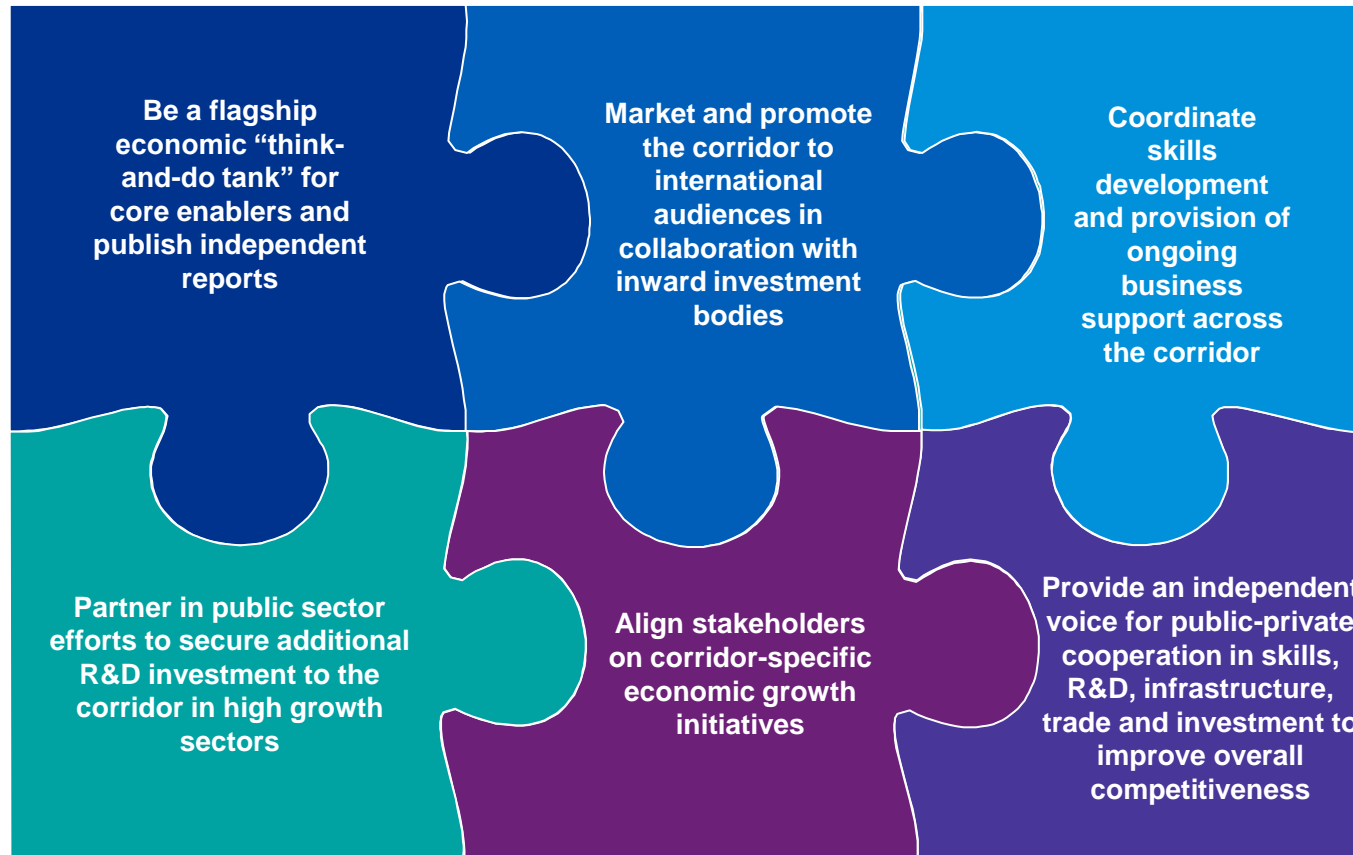 Be a flagship
economic “think-
and-do tank” for
core enablers and
publish independent
reports
Market and promote
the corridor to
international
audiences in
collaboration with
inward investment
bodies
Coordinate
skills
development
and provision of
ongoing
business
support across
the corridor
Partner in public sector
efforts to secure additional
R&D investment to the
corridor in high growth
sectors
Align stakeholders
on corridor-specific
economic growth
initiatives
Provide an independent
voice for public-private
cooperation in skills,
R&D, infrastructure,
trade and investment to
improve overall
competitiveness